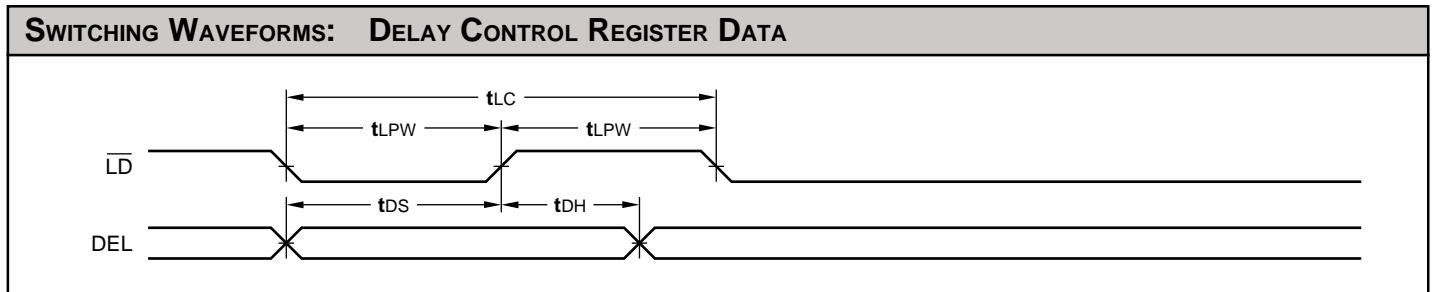 SWITCHING WAVEFORMS: DELAY CONTROL REGISTER DATA
tLC
tLPW tLPW
LD
tDS tDH
DEL